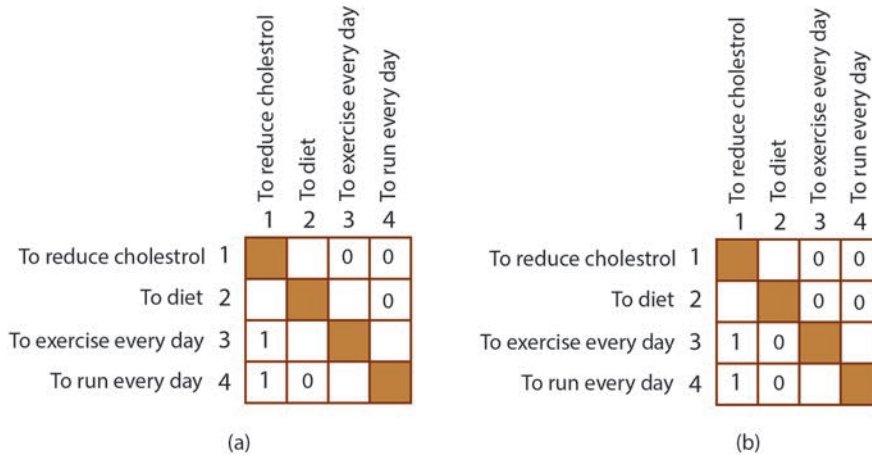 To reduce cholestrol
To diet
To exercise every day
To run every day
1 2 3 4
To reduce cholestrol 1 0 0
To diet 2 0
To exercise every day 3 1
To run every day 4 1 0
(a)
To reduce cholestrol
To diet
To exercise every day
To run every day
1 2 3 4
To reduce cholestrol 1 0 0
To diet 2 0 0
To exercise every day 3 1 0
To run every day 4 1 0
(b)